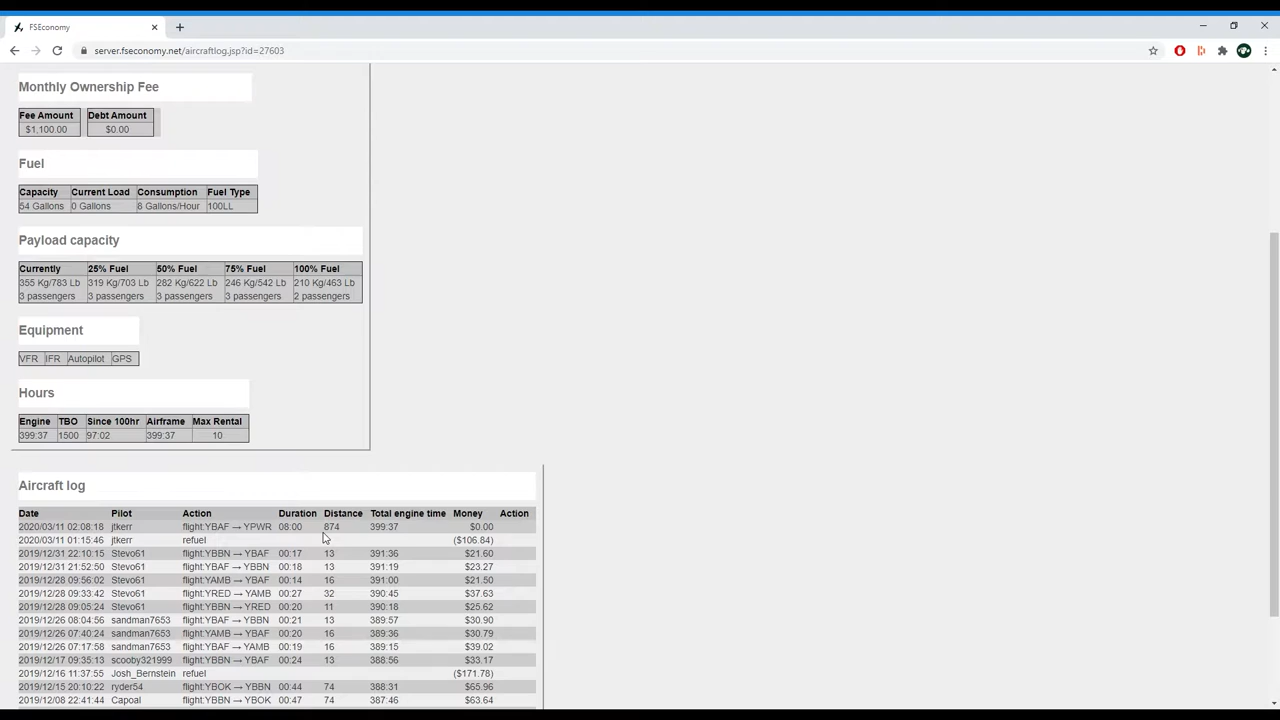 FSEconomy
server.fseconomy.net/aircraftlog.jsp?id=27603
Monthly Ownership Fee
Fee Amount Debt Amount
$1,100.00 $0.00
Fuel
Capacity Current Load Consumption Fuel Type
54 Gallons 0 Gallons 8 Gallons/Hour 100LL
Payload capacity
Currently 25% Fuel 50% Fuel 75% Fuel 100% Fuel
355 Kg/783 Lb 319 Kg/703 Lb 282 Kg/622 Lb 246 Kg/542 Lb 210 Kg/463 Lb
3 passengers 3 passengers 3 passengers 3 passengers 2 passengers
Equipment
VFR IFR Autopilot GPS
Hours
Engine TBO Since 100hr Airframe Max Rental
399:37 1500 97:02 399:37 10
Aircraft log
Date Pilot Action Duration Distance Total engine time Money Action
2020/03/11 02:08:18 jtkerr flight:YBAF → YPWR 08:00 874 399:37 $0.00
2020/03/11 01:15:46 jtkerr refuel ($106.84)
2019/12/31 22:10:15 Stevo61 flight:YBBN → YBAF 00:17 13 391:36 $21.60
2019/12/31 21:52:50 Stevo61 flight:YBAF → YBBN 00:18 13 391:19 $23.27
2019/12/28 09:56:02 Stevo61 flight:YAMB → YBAF 00:14 16 391:00 $21.50
2019/12/28 09:33:42 Stevo61 flight:YRED → YAMB 00:27 32 390:45 $37.63
2019/12/28 09:05:24 Stevo61 flight:YBBN → YRED 00:20 11 390:18 $25.62
2019/12/26 08:04:56 sandman7653 flight:YBAF → YBBN 00:21 13 389:57 $30.90
2019/12/26 07:40:24 sandman7653 flight:YAMB → YBAF 00:20 16 389:36 $30.79
2019/12/26 07:17:58 sandman7653 flight:YBAF → YAMB 00:19 16 389:15 $39.02
2019/12/17 09:35:13 scooby321999 flight:YBBN → YBAF 00:24 13 388:56 $33.17
2019/12/16 11:37:55 Josh_Bernstein refuel ($171.78)
2019/12/15 20:10:22 ryder54 flight:YBOK → YBBN 00:44 74 388:31 $65.96
2019/12/08 22:41:44 Capoal flight:YBBN → YBOK 00:47 74 387:46 $63.64